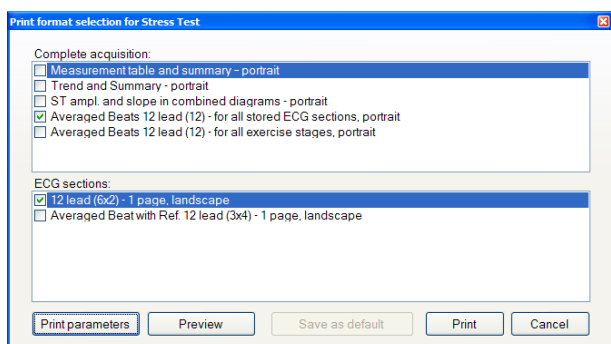 Print format selection for Stress Test
Complete acquisition:
Measurement table and summary – portrait
Trend and Summary - portrait
ST ampl. and slope in combined diagrams - portrait
Averaged Beats 12 lead (12) - for all stored ECG sections, portrait
Averaged Beats 12 lead (12) - for all exercise stages, portrait
ECG sections:
12 lead (6x2) - 1 page, landscape
Averaged Beat with Ref. 12 lead (3x4) - 1 page, landscape
Print parameters Preview Save as default Print Cancel